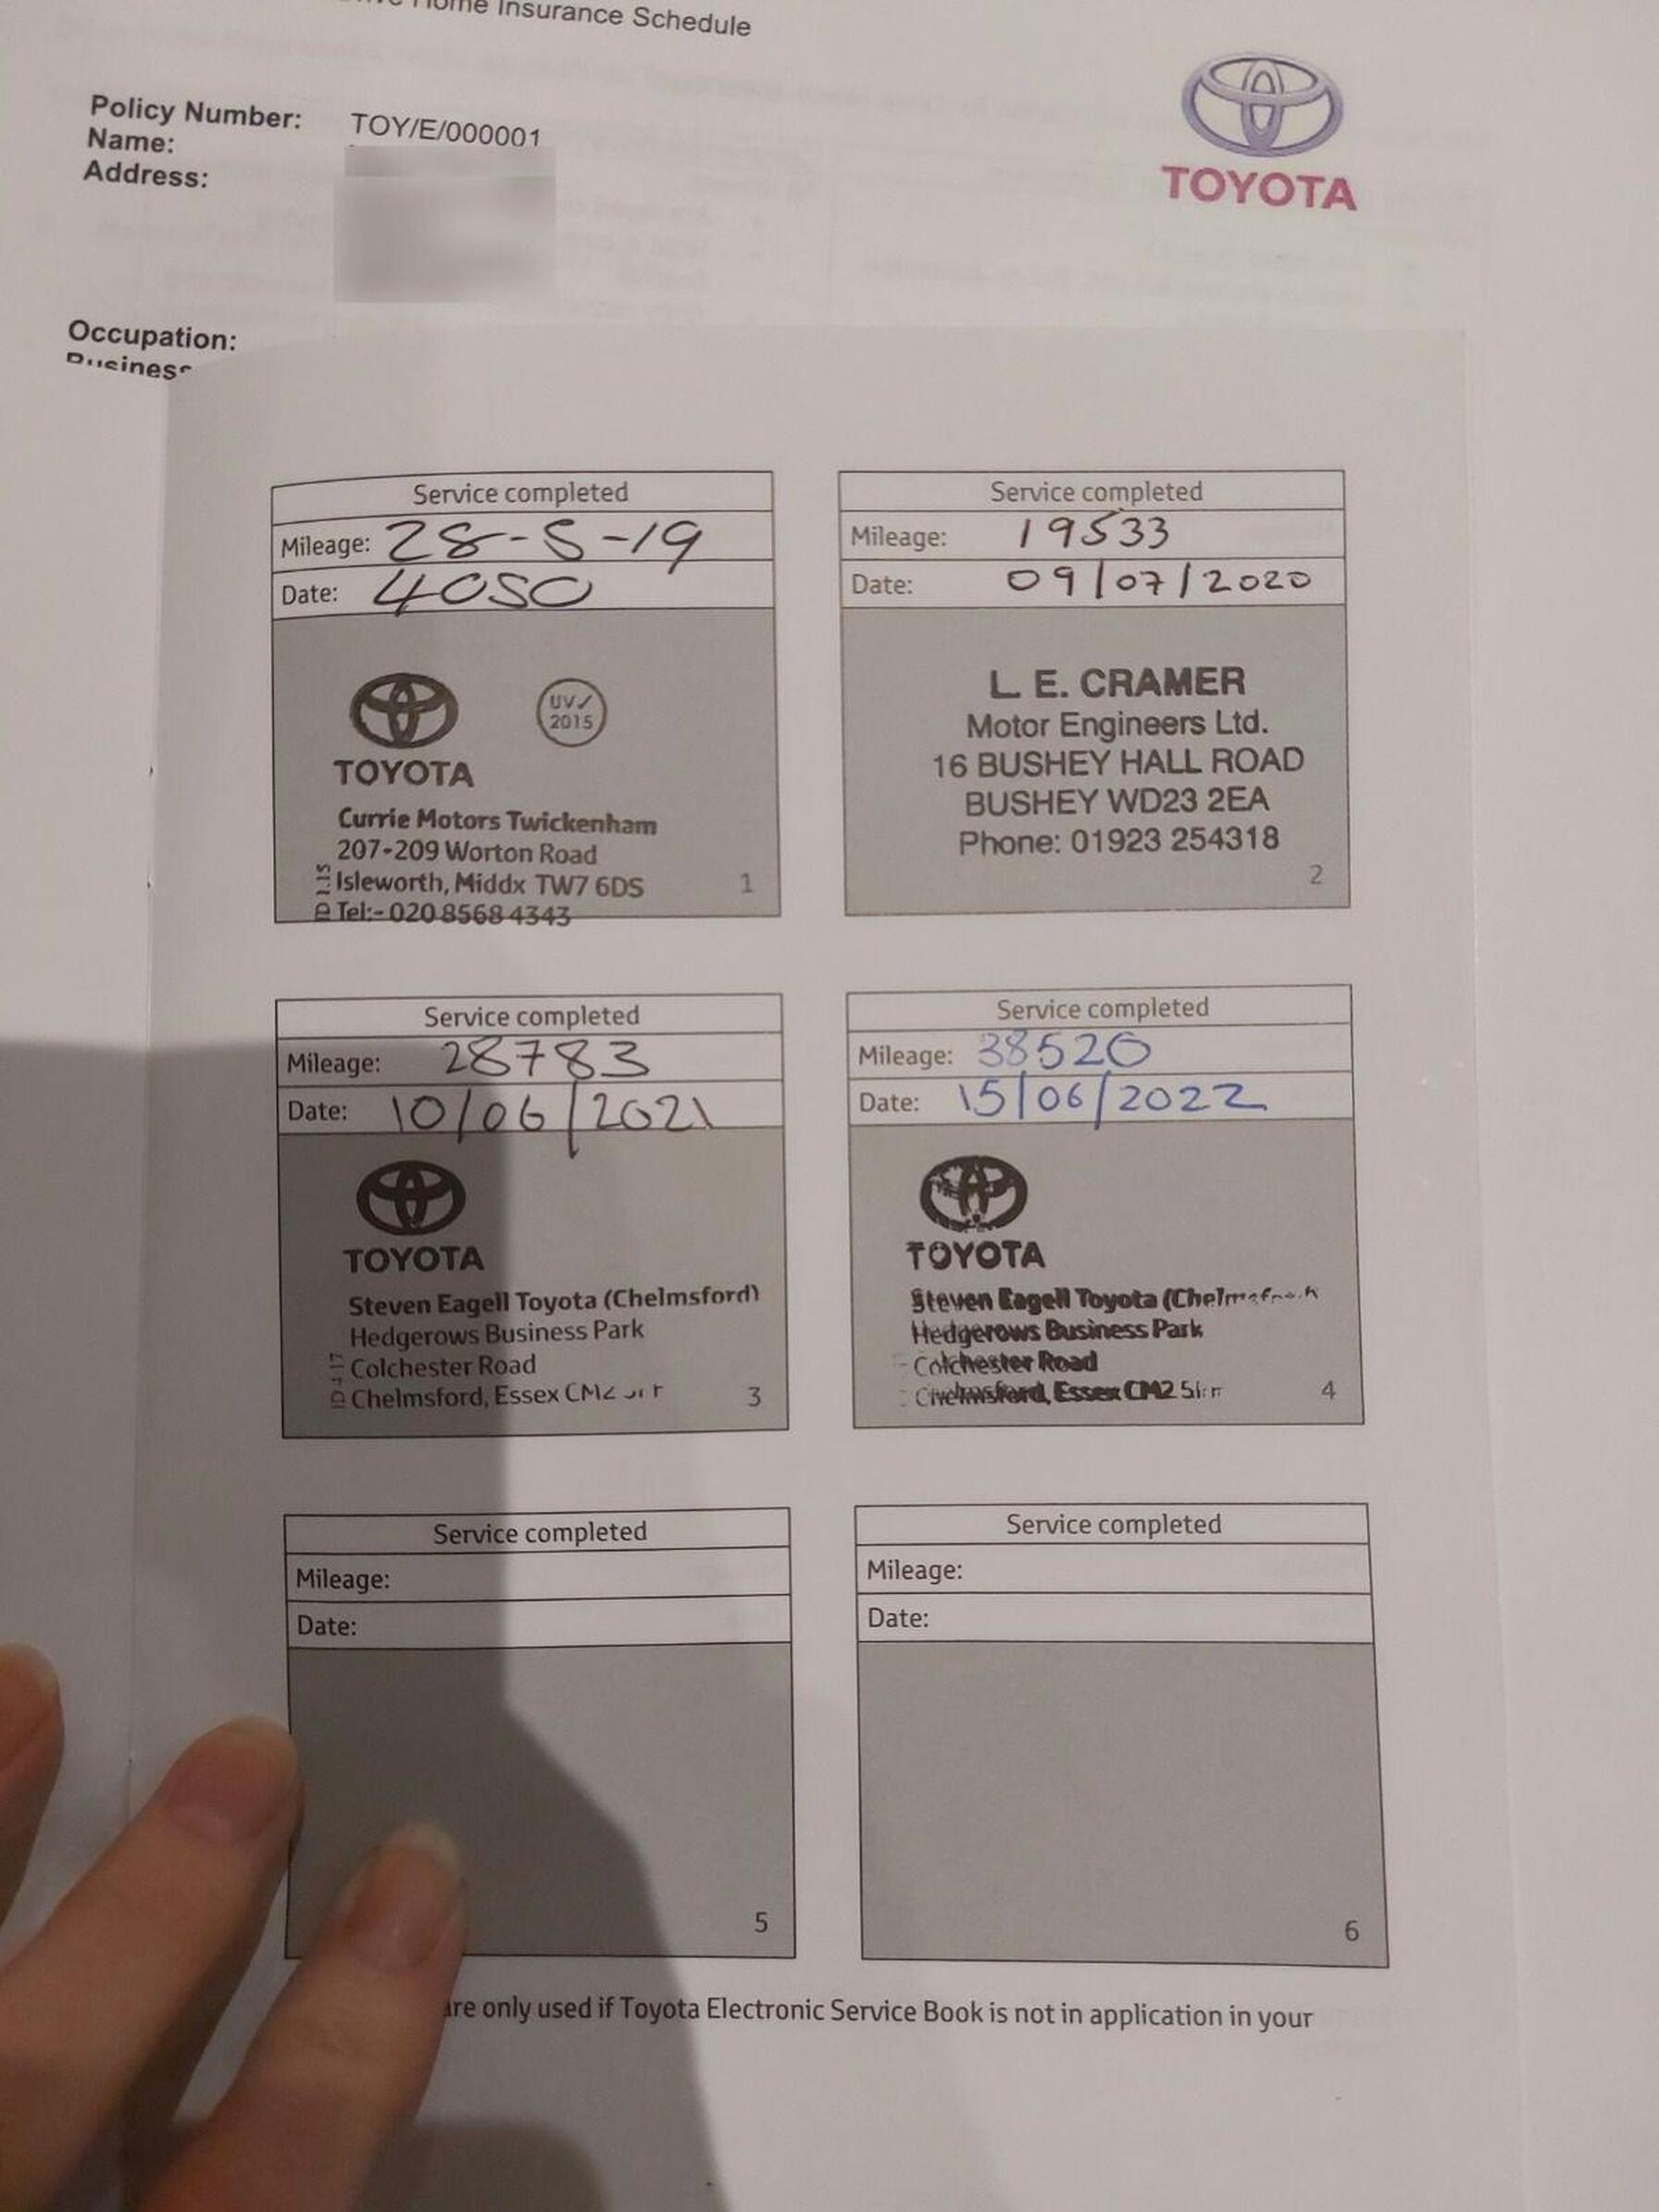 Home Insurance Schedule
TOYOTA
Policy Number: TOY/E/000001
Name:
Address:
Occupation:
Business
Service completed
Mileage: 28-5-19
Date: 4050
TOYOTA
UV✓
2015
Currie Motors Twickenham
207-209 Worton Road
Isleworth, Middx TW7 6DS
Tel:- 020 8568 4343
1
Service completed
Mileage: 19533
Date: 09/07/2020
L. E. CRAMER
Motor Engineers Ltd.
16 BUSHEY HALL ROAD
BUSHEY WD23 2EA
Phone: 01923 254318
2
Service completed
Mileage: 28783
Date: 10/06/2021
TOYOTA
Steven Eagell Toyota (Chelmsford)
Hedgerows Business Park
Colchester Road
Chelmsford, Essex CM2
3
Service completed
Mileage: 38520
Date: 15/06/2022
TOYOTA
Steven Eagell Toyota (Chelmsford)
Hedgerows Business Park
Colchester Road
Chelmsford, Essex CM2
4
Service completed
Mileage:
Date:
5
Service completed
Mileage:
Date:
6
are only used if Toyota Electronic Service Book is not in application in your